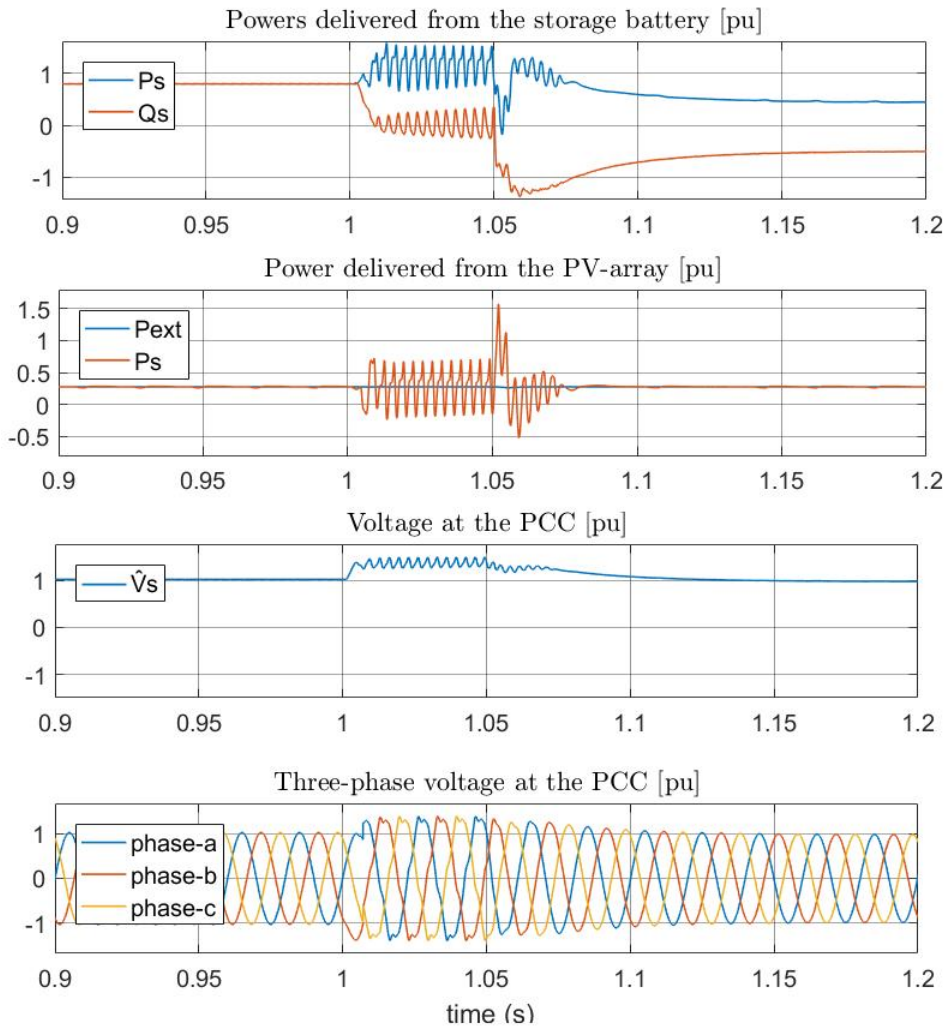 Powers delivered from the storage battery [pu]
1
0
-1
Ps
Qs
0.9 0.95 1 1.05 1.1 1.15 1.2
Power delivered from the PV-array [pu]
1.5
1
0.5
0
-0.5
Pext
Ps
0.9 0.95 1 1.05 1.1 1.15 1.2
Voltage at the PCC [pu]
1
0
-1
V̂s
0.9 0.95 1 1.05 1.1 1.15 1.2
Three-phase voltage at the PCC [pu]
1
0
-1
phase-a
phase-b
phase-c
0.9 0.95 1 1.05 1.1 1.15 1.2
time (s)